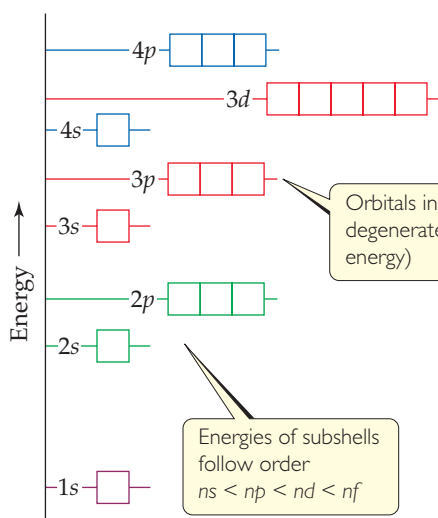 4p
3d
4s
3p
Orbitals in
degenerate
energy)
3s
Energy
2p
2s
Energies of subshells
follow order
ns < np < nd < nf
1s